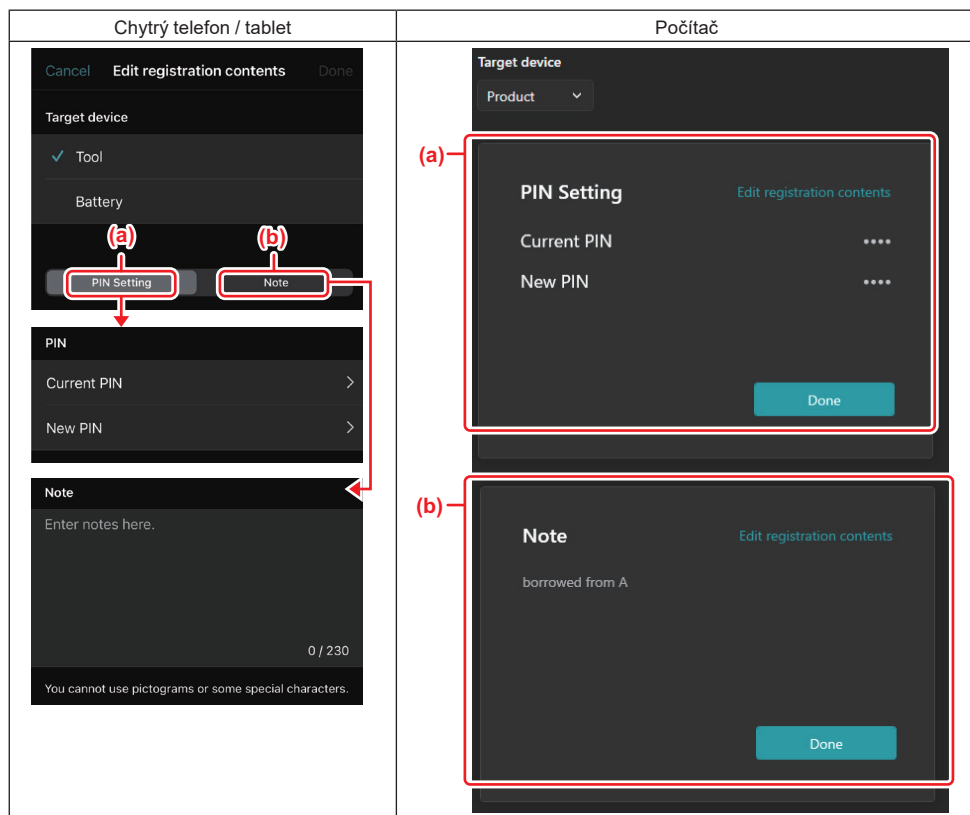 Chytrý telefon / tablet
Počítač
Cancel Edit registration contents Done
Target device
Tool
Battery
(a) (b)
PIN Setting Note
PIN
Current PIN
New PIN
Note
Enter notes here.
0 / 230
You cannot use pictograms or some special characters.
Target device
Product
(a)
PIN Setting Edit registration contents
Current PIN ••••
New PIN ••••
Done
(b)
Note Edit registration contents
borrowed from A
Done